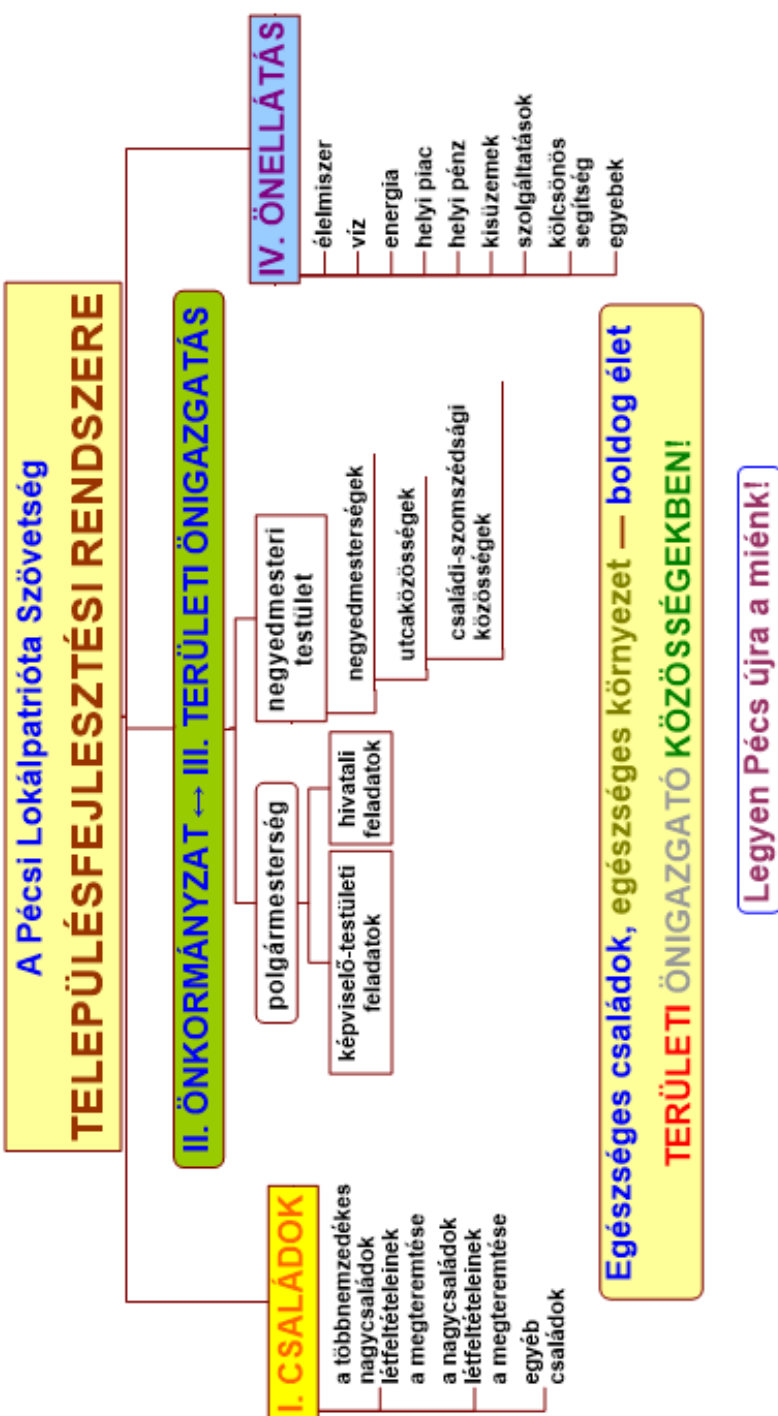 A Pécsi Lokálpatrióta Szövetség
TELEPÜLÉSFEJLESZTÉSI RENDSZERE
I. CSALÁDOK
a többnemzedékes
nagycsaládok
létfeltételeinek
a megteremtése
a nagycsaládok
létfeltételeinek
a megteremtése
egyéb
családok
II. ÖNKORMÁNYZAT ↔ III. TERÜLETI ÖNIGAZGATÁS
polgármesterség
képviselő-testületi
feladatok
hivatali
feladatok
negyedmesteri
testület
negyedmesterségek
utcaközösségek
családi-szomszédsági
közösségek
IV. ÖNELLÁTÁS
élelmiszer
víz
energia
helyi piac
helyi pénz
kisüzemek
szolgáltatások
kölcsönös
segítség
egyebek
Egészséges családok, egészséges környezet — boldog élet
TERÜLETI ÖNIGAZGATÓ KÖZÖSSÉGEKBEN!
Legyen Pécs újra a miénk!